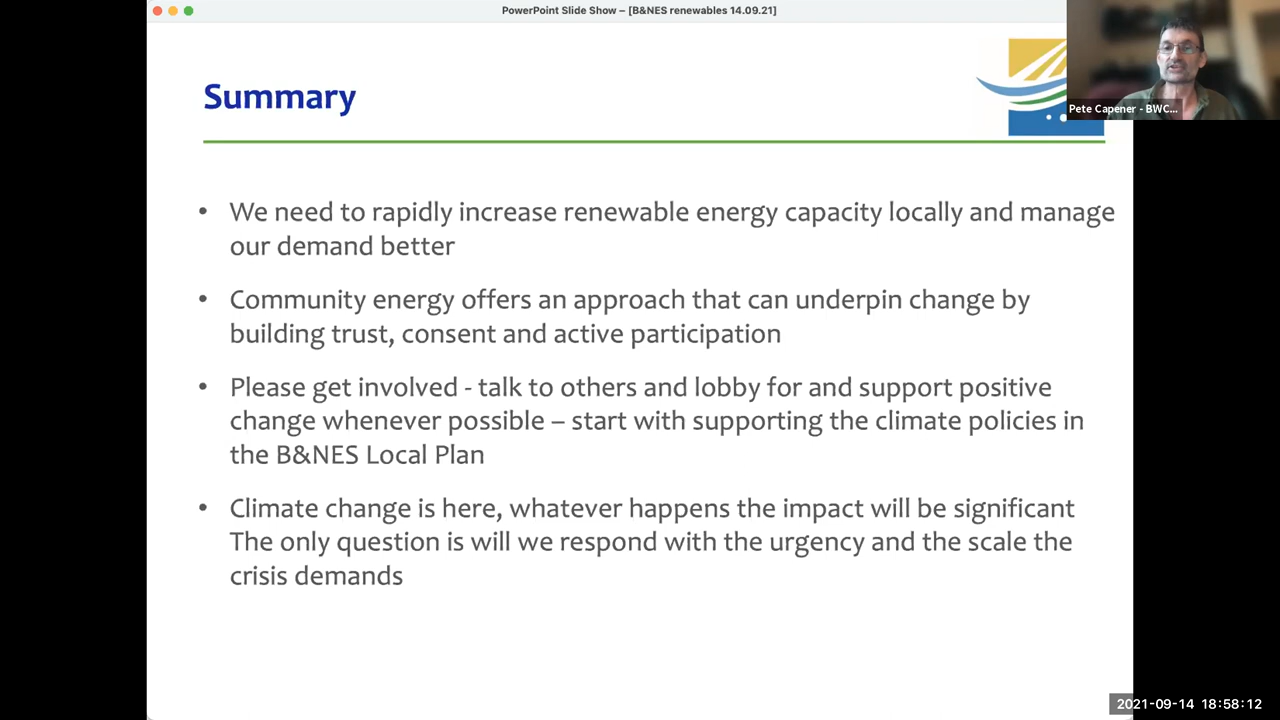 PowerPoint Slide Show – [B&NES renewables 14.09.21]
Pete Capener - BWC...
Summary
• We need to rapidly increase renewable energy capacity locally and manage
our demand better
• Community energy offers an approach that can underpin change by
building trust, consent and active participation
• Please get involved - talk to others and lobby for and support positive
change whenever possible – start with supporting the climate policies in
the B&NES Local Plan
• Climate change is here, whatever happens the impact will be significant
The only question is will we respond with the urgency and the scale the
crisis demands
2021-09-14 18:58:12